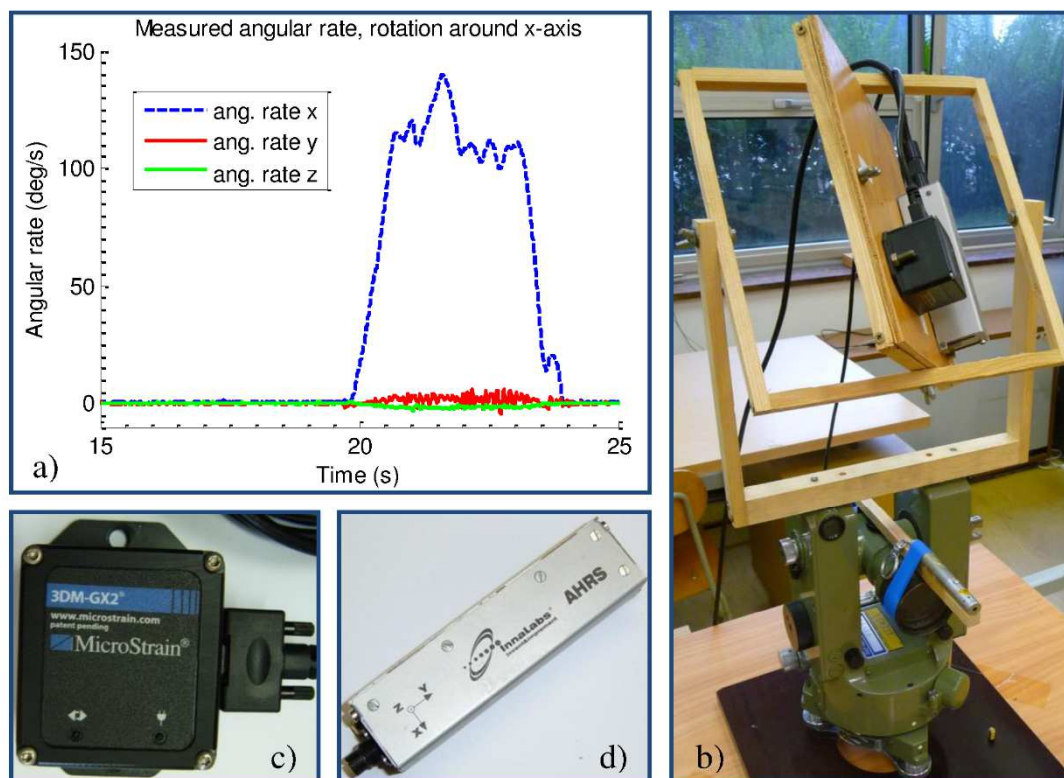 Measured angular rate, rotation around x-axis
150
100
50
0
Angular rate (deg/s)
ang. rate x
ang. rate y
ang. rate z
15
20
25
Time (s)
a)
3DM-GX2®
www.microstrain.com
patent pending
MicroStrain®
c)
AHRS
InnaLabs®
X
Y
Z
d)
b)